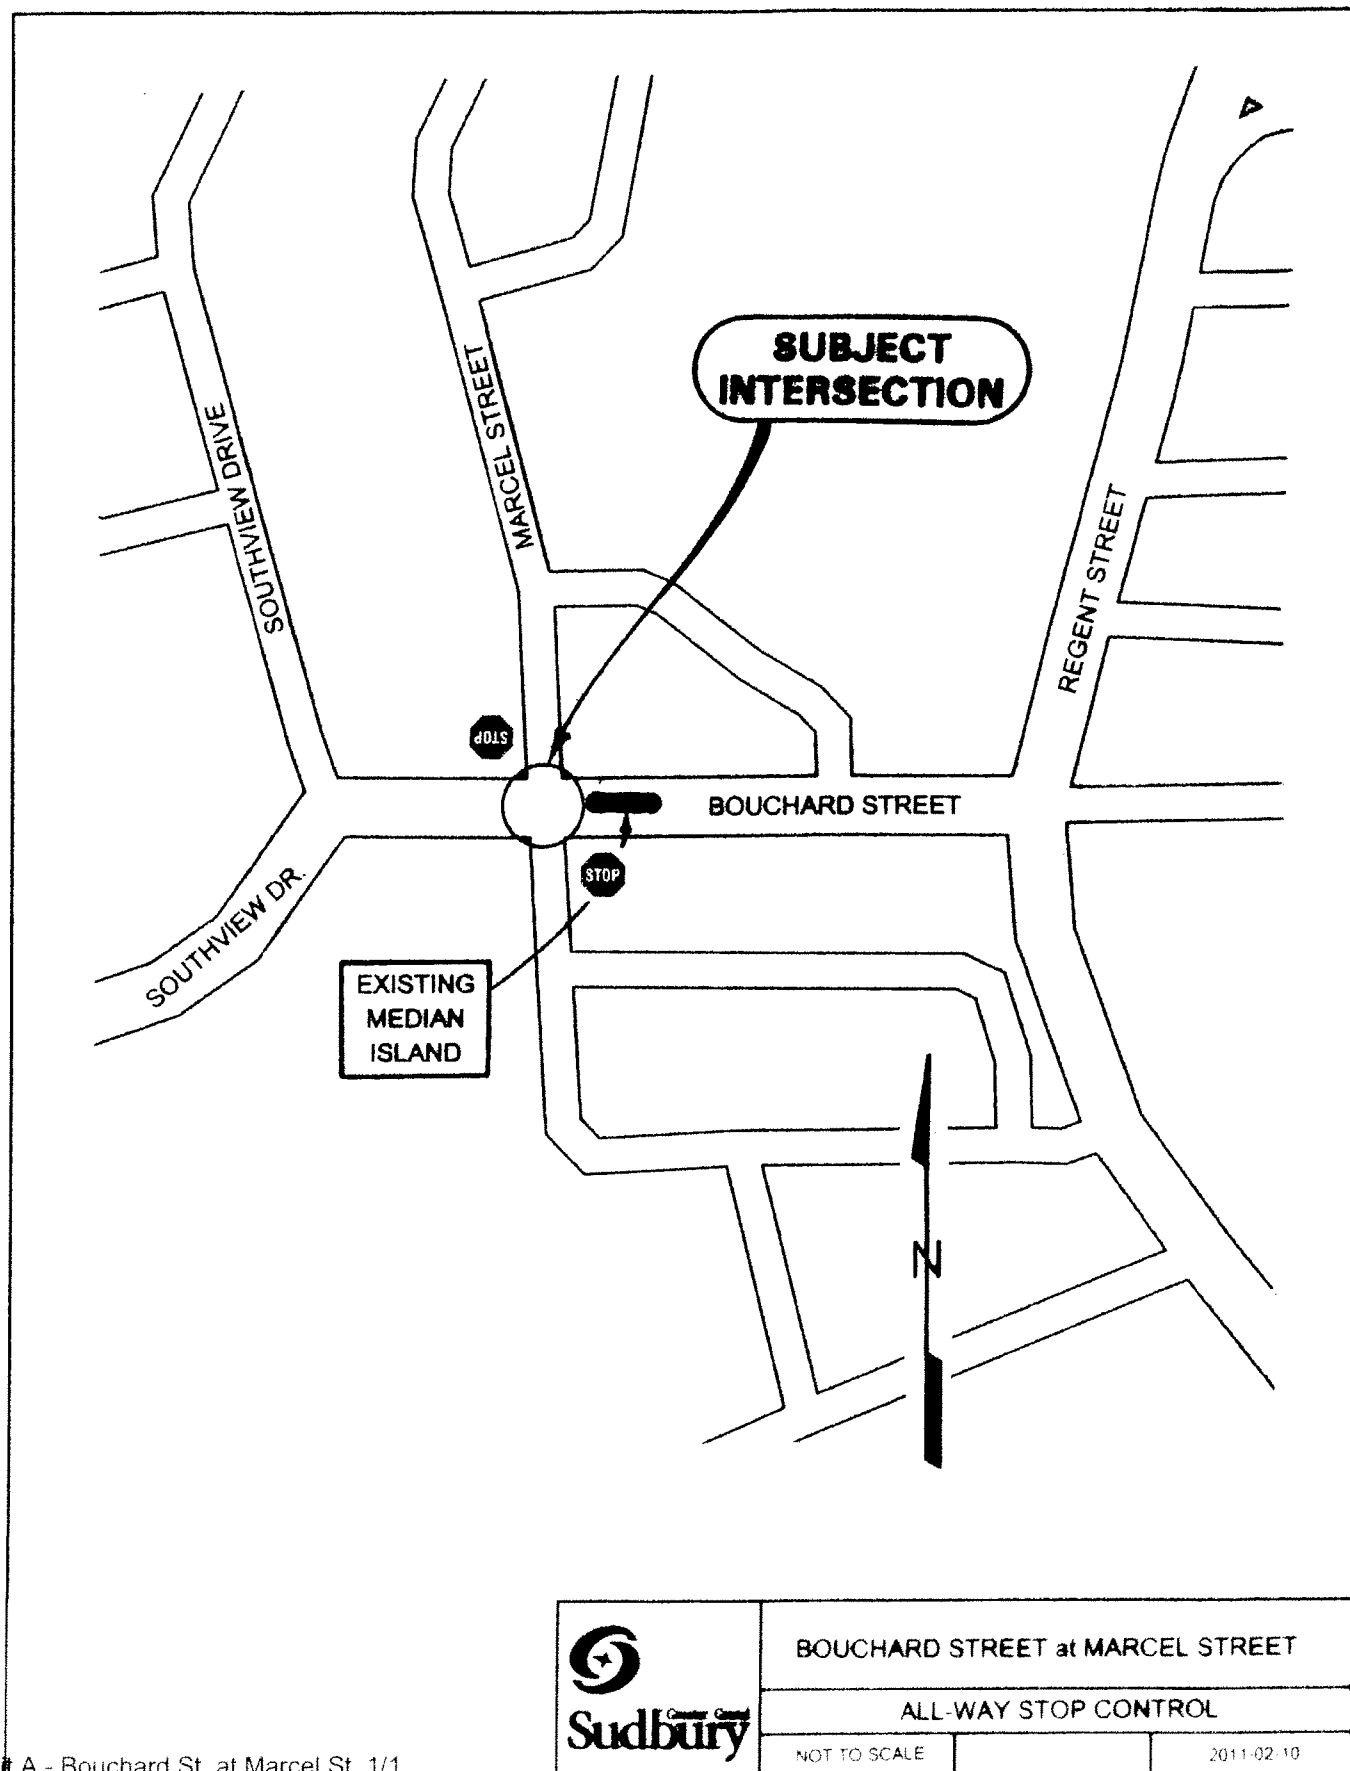 SUBJECT
INTERSECTION
SOUTHVIEW DRIVE
MARCEL STREET
REGENT STREET
STOP
BOUCHARD STREET
STOP
SOUTHVIEW DR.
EXISTING
MEDIAN
ISLAND
N
BOUCHARD STREET at MARCEL STREET
Greater Grand
Sudbury
ALL-WAY STOP CONTROL
NOT TO SCALE
2011-02-10
A - Bouchard St. at Marcel St. 1/1